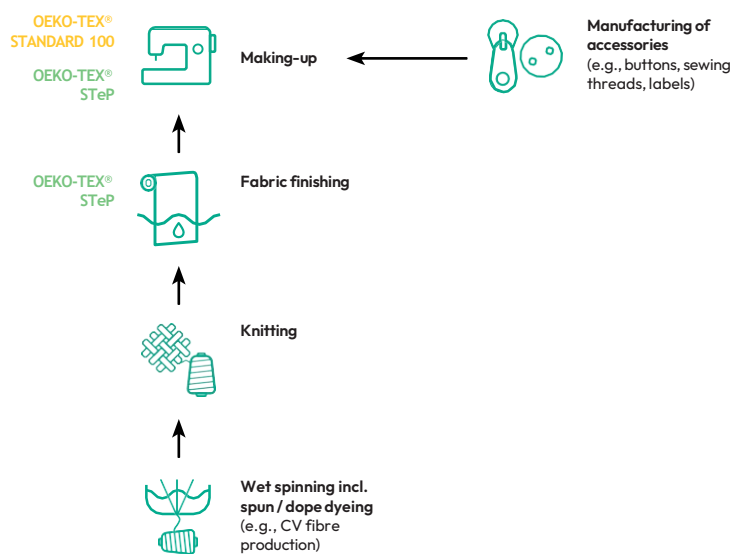 OEKO-TEX®
STANDARD 100
OEKO-TEX®
STeP
Making-up
Manufacturing of
accessories
(e.g., buttons, sewing
threads, labels)
OEKO-TEX®
STeP
Fabric finishing
Knitting
Wet spinning incl.
spun / dope dyeing
(e.g., CV fibre
production)